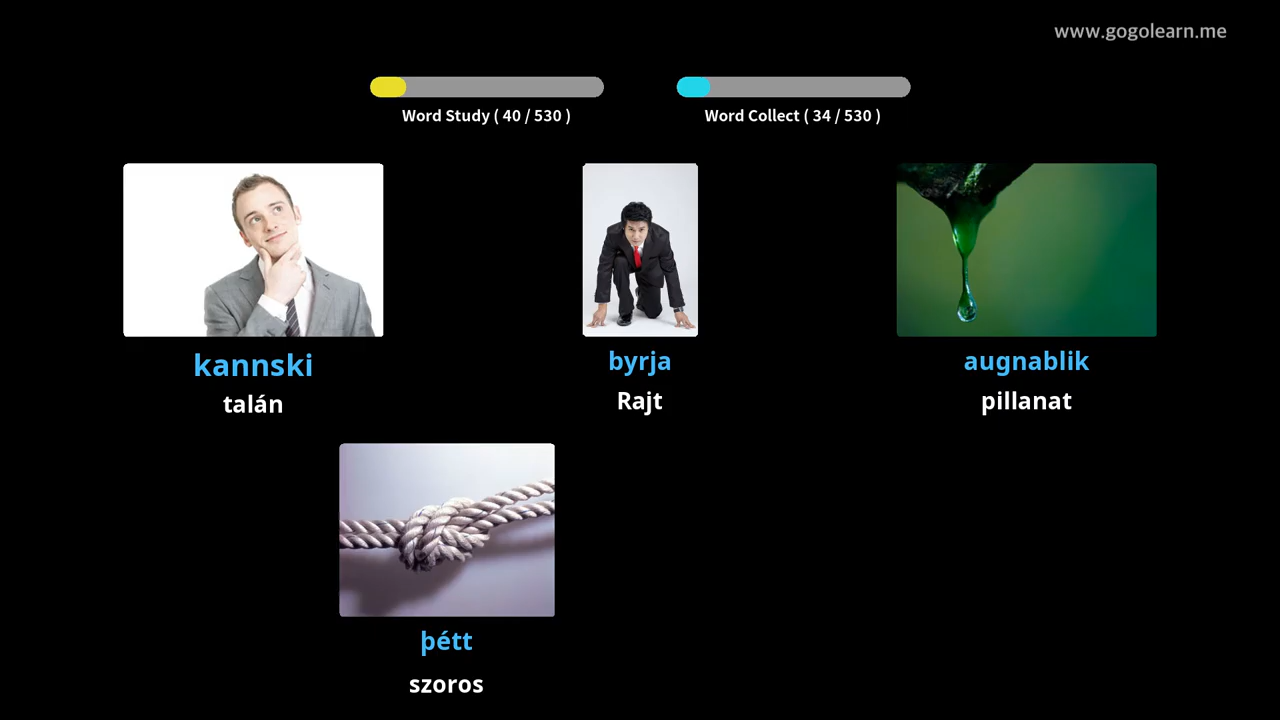 www.gogolearn.me
Word Study ( 40 / 530 )
Word Collect ( 34 / 530 )
kannski
talán
byrja
Rajt
augnablik
pillanat
þétt
szoros